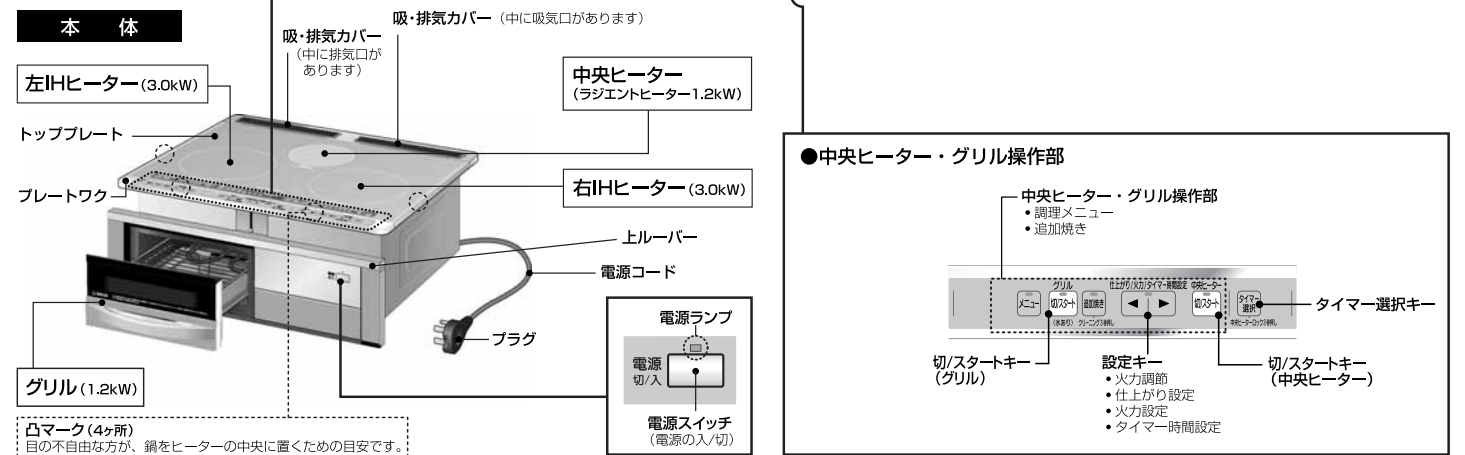 本 体
吸・排気カバー（中に吸気口があります）
吸・排気カバー
（中に排気口が
あります）
左IHヒーター(3.0kW)
中央ヒーター
(ラジエントヒーター1.2kW)
トッププレート
プレートワク
右IHヒーター(3.0kW)
上ルーバー
電源コード
プラグ
グリル(1.2kW)
電源ランプ
電源
切/入
電源スイッチ
(電源の入/切)
凸マーク(4ヶ所)
目の不自由な方が、鍋をヒーターの中央に置くための目安です。
●中央ヒーター・グリル操作部
中央ヒーター・グリル操作部
•調理メニュー
•追加焼き
グリル 仕上がり/火力/タイマー時間設定 中央ヒーター
メニュー 切/スタート 追加焼き ◀ ▶ 切/スタート タイマー選択
(水あり) クリーニング3秒押し 中央ヒーターロック3秒押し
タイマー選択キー
切/スタートキー
(グリル)
設定キー
•火力調節
•仕上がり設定
•火力設定
•タイマー時間設定
切/スタートキー
(中央ヒーター)